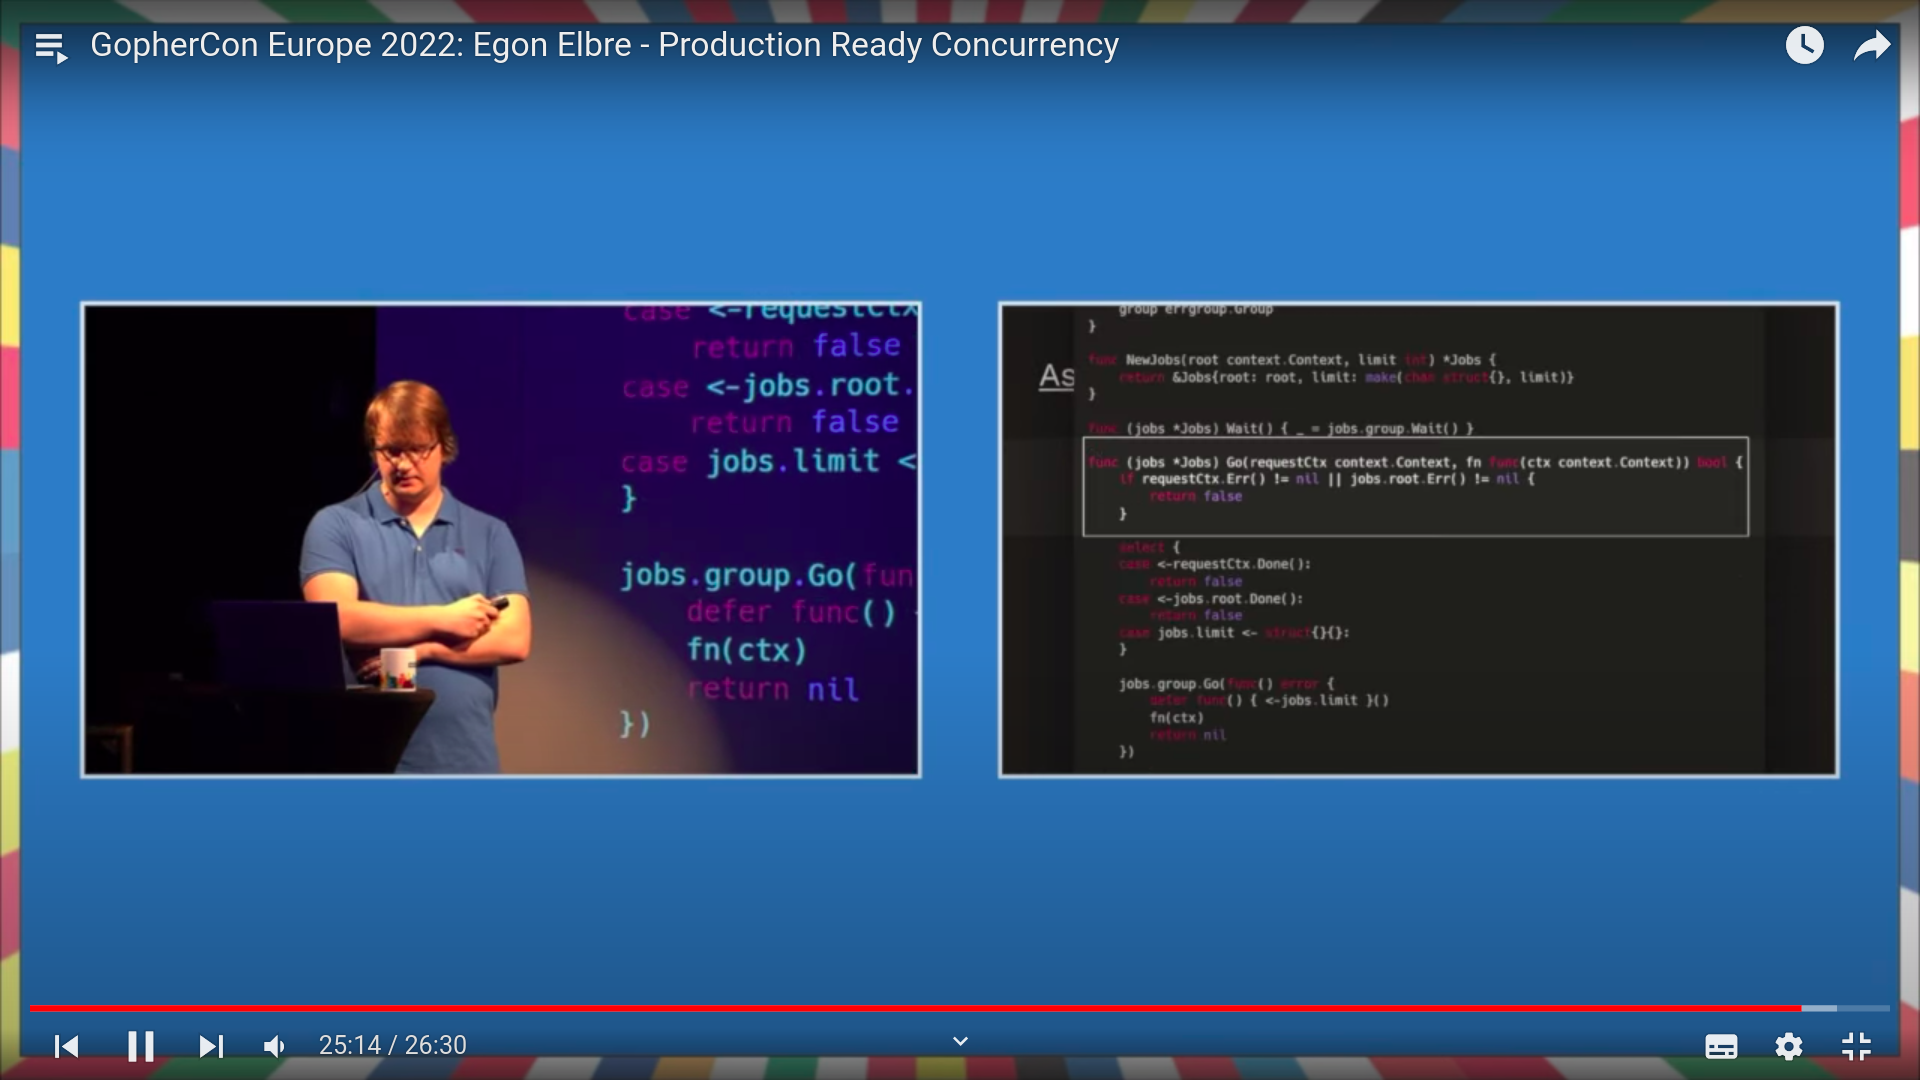 GopherCon Europe 2022: Egon Elbre - Production Ready Concurrency
case <-requestCtx
return false
case <-jobs.root.
return false
case jobs.limit <
}
jobs.group.Go(fun
defer func()
fn(ctx)
return nil
})
As
group errgroup.Group
}
func NewJobs(root context.Context, limit int) *Jobs {
return &Jobs{root: root, limit: make(chan struct{}, limit)}
}
func (jobs *Jobs) Wait() { _ = jobs.group.Wait() }
func (jobs *Jobs) Go(requestCtx context.Context, fn func(ctx context.Context)) bool {
if requestCtx.Err() != nil || jobs.root.Err() != nil {
return false
}
select {
case <-requestCtx.Done():
return false
case <-jobs.root.Done():
return false
case jobs.limit <- struct{}{}:
}
jobs.group.Go(func() error {
defer func() { <-jobs.limit }()
fn(ctx)
return nil
})
25:14 / 26:30